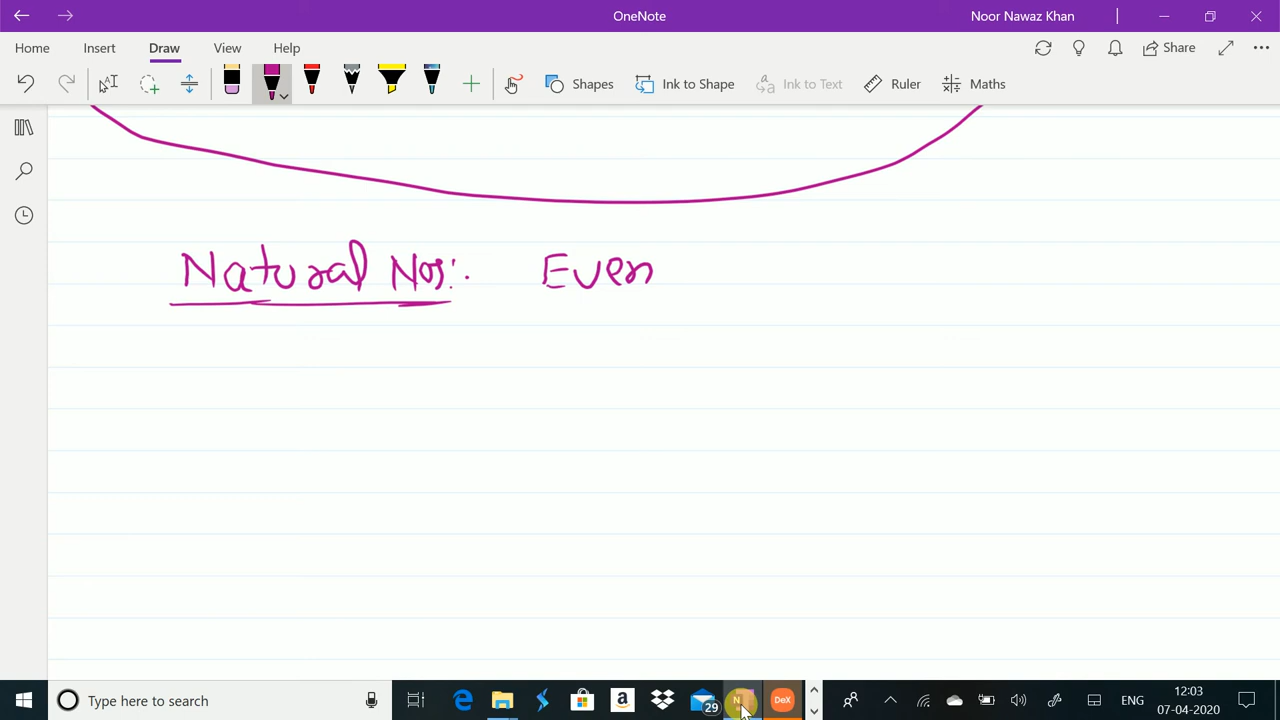 OneNote
Noor Nawaz Khan
Home Insert Draw View Help
Share
Shapes Ink to Shape Ink to Text Ruler Maths
Natural Nos:. Even
Type here to search
29
N
DeX
ENG
12:03
07-04-2020